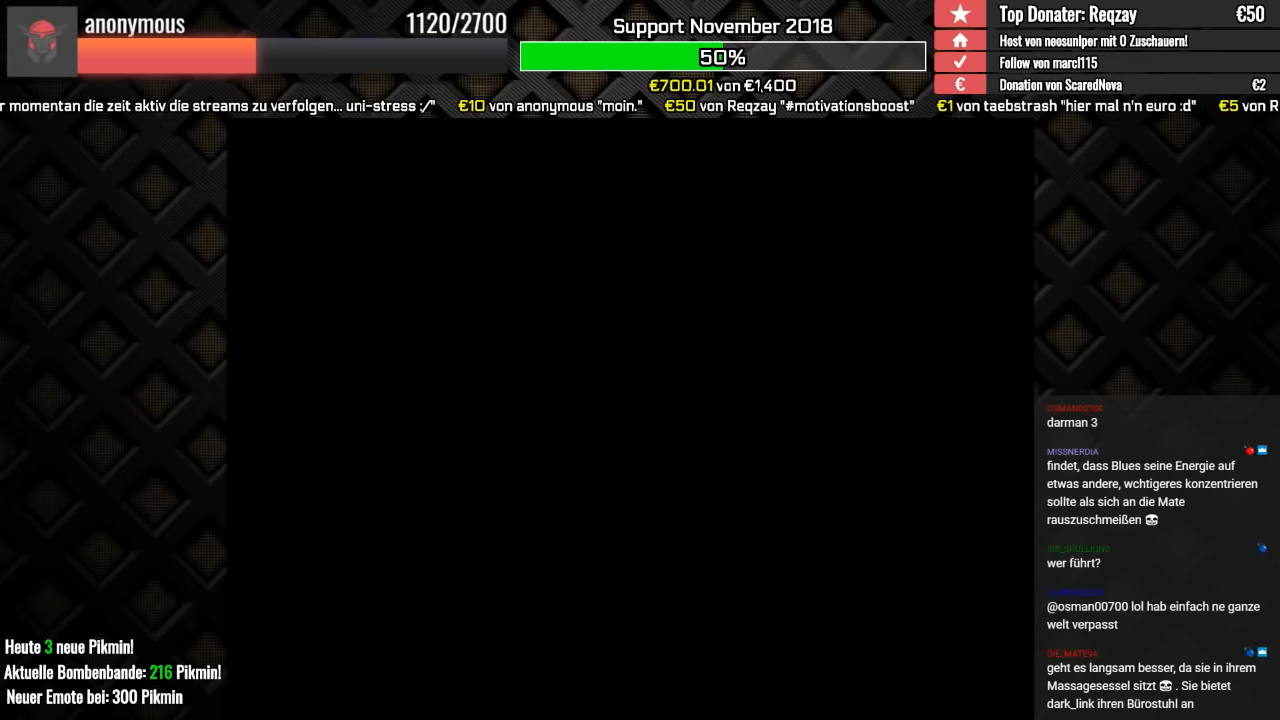 anonymous
1120/2700
Support November 2018
50%
€700.01 von €1,400
Top Donater: Reqzay €50
Host von neosunlper mit 0 Zuschauern!
Follow von marcl115
Donation von ScaredNova €2
r momentan die zeit aktiv die streams zu verfolgen... uni-stress :/" €10 von anonymous "moin." €50 von Reqzay "#motivationsboost" €1 von taebstrash "hier mal n'n euro :d" €5 von R
OSMAN00700
darman 3
MISSNERDIA
findet, dass Blues seine Energie auf
etwas andere, wchtigeres konzentrieren
sollte als sich an die Mate
rauszuschmeißen
wer führt?
@osman00700 lol hab einfach ne ganze
welt verpasst
DIE_MATE94
geht es langsam besser, da sie in ihrem
Massagesessel sitzt . Sie bietet
dark_link ihren Bürostuhl an
Heute 3 neue Pikmin!
Aktuelle Bombenbande: 216 Pikmin!
Neuer Emote bei: 300 Pikmin